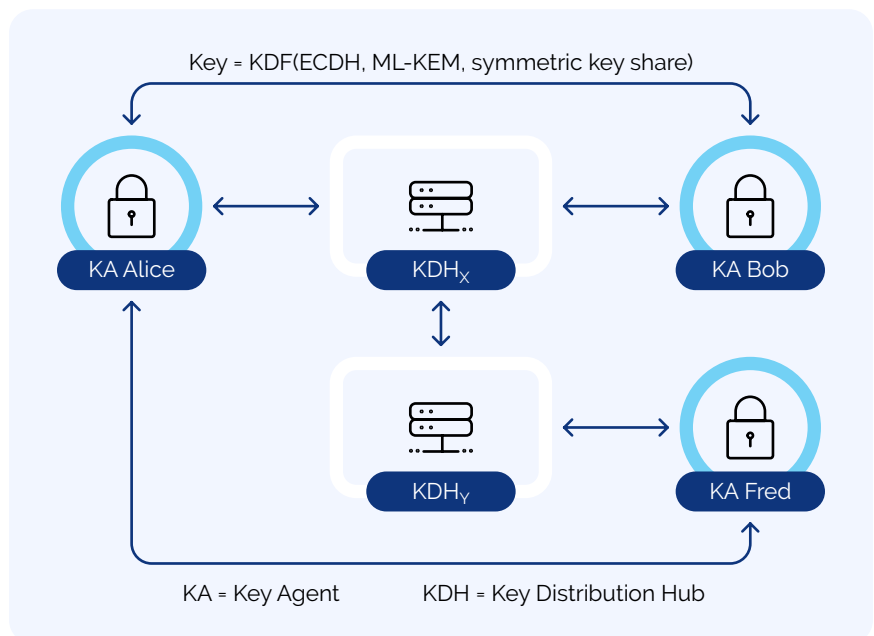 Key = KDF(ECDH, ML-KEM, symmetric key share)
KA Alice
KDHX
KA Bob
KDHY
KA Fred
KA = Key Agent
KDH = Key Distribution Hub